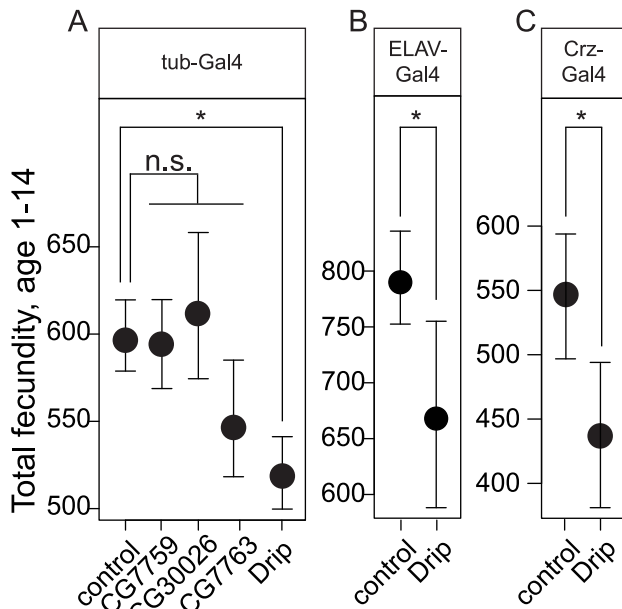 A
B
C
tub-Gal4
ELAV-
Gal4
Crz-
Gal4
*
*
*
n.s.
Total fecundity, age 1-14
650
600
550
500
800
750
700
650
600
600
550
500
450
400
control
CG7759
CG30026
CG7763
Drip
control
Drip
control
Drip